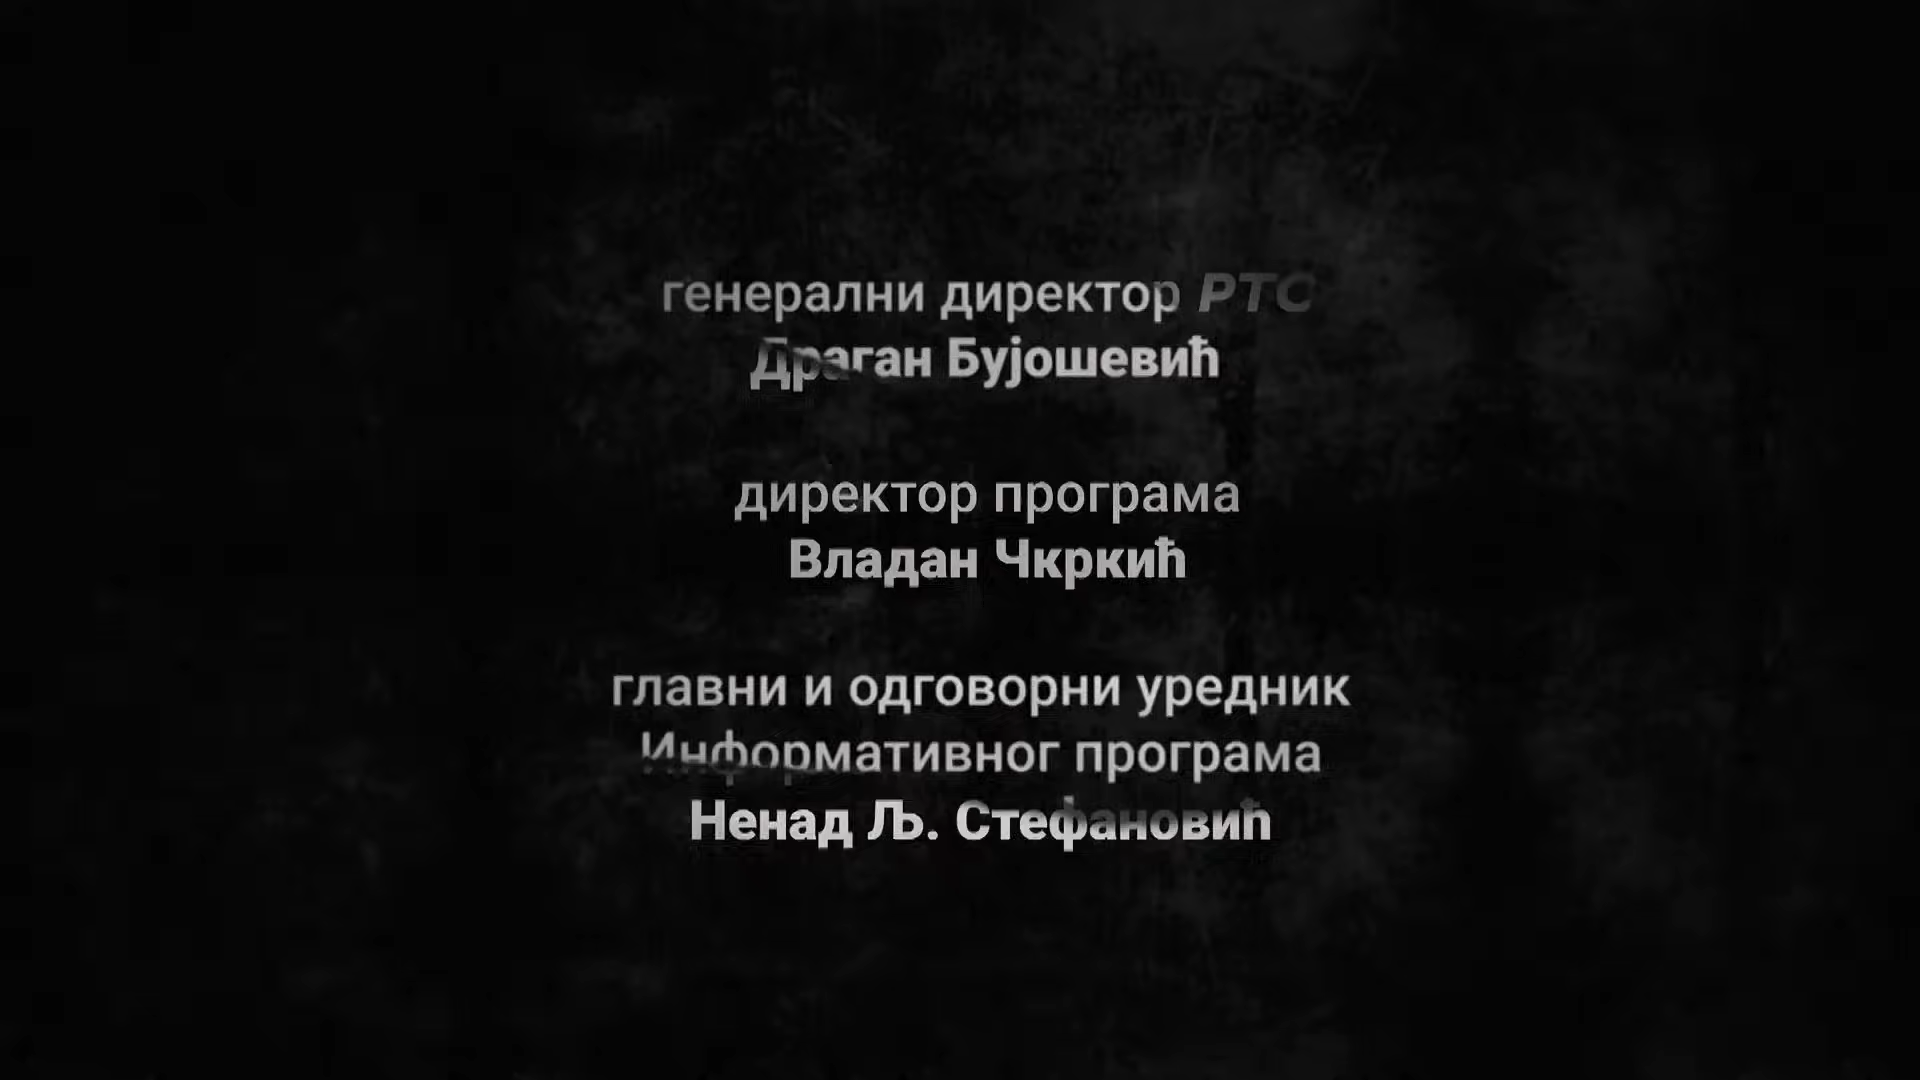 генерални директор РТС
Драган Бујошевић
директор програма
Владан Чкркић
главни и одговорни уредник
Информативног програма
Ненад Љ. Стефановић